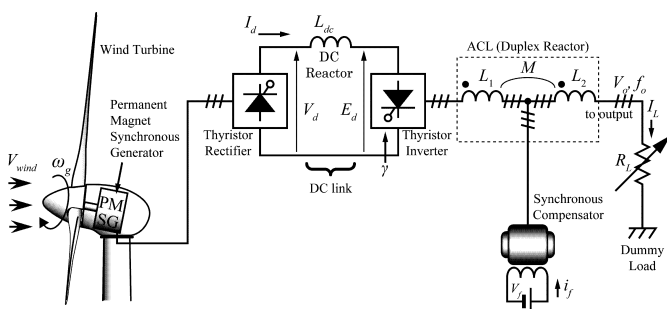 Wind Turbine
Permanent
Magnet
Synchronous
Generator
V_wind
ω_g
PM
SG
I_d
L_dc
DC
Reactor
V_d
E_d
Thyristor
Rectifier
Thyristor
Inverter
γ
DC link
ACL (Duplex Reactor)
L_1
M
L_2
V_o, f_o
to output
I_L
R_L
Dummy
Load
Synchronous
Compensator
V_f
i_f